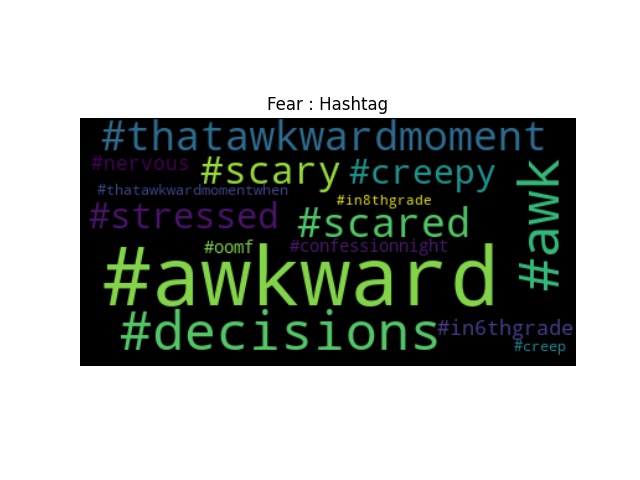 Fear : Hashtag
#thatawkwardmoment
#nervous #scary #creepy
#thatawkwardmomentwhen
#in8thgrade
#stressed #scared
#awk
#oomf #confessionnight
#awkward
#decisions #in6thgrade
#creep